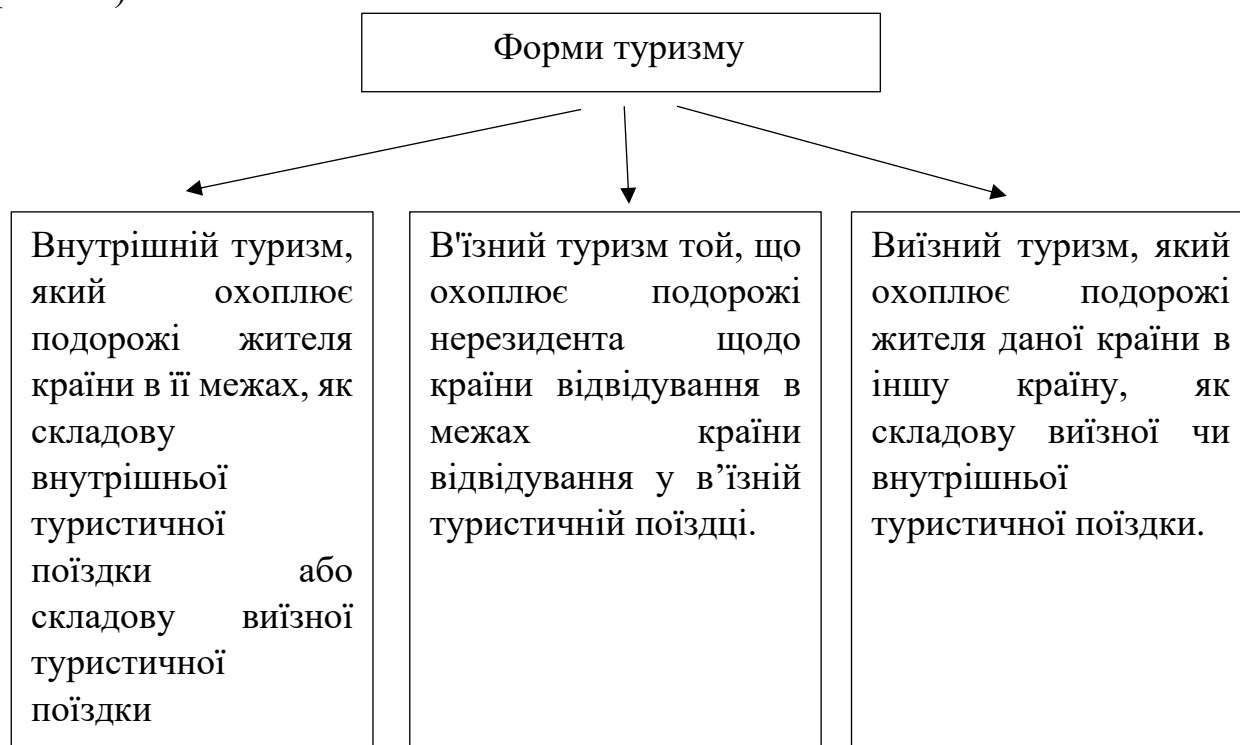 Форми туризму
Внутрішній туризм,
який охоплює
подорожі жителя
країни в її межах, як
складову
внутрішньої
туристичної
поїздки або
складову виїзної
туристичної
поїздки
В'їзний туризм той, що
охоплює подорожі
нерезидента щодо
країни відвідування в
межах країни
відвідування у в’їзній
туристичній поїздці.
Виїзний туризм, який
охоплює подорожі
жителя даної країни в
іншу країну, як
складову виїзної чи
внутрішньої
туристичної поїздки.